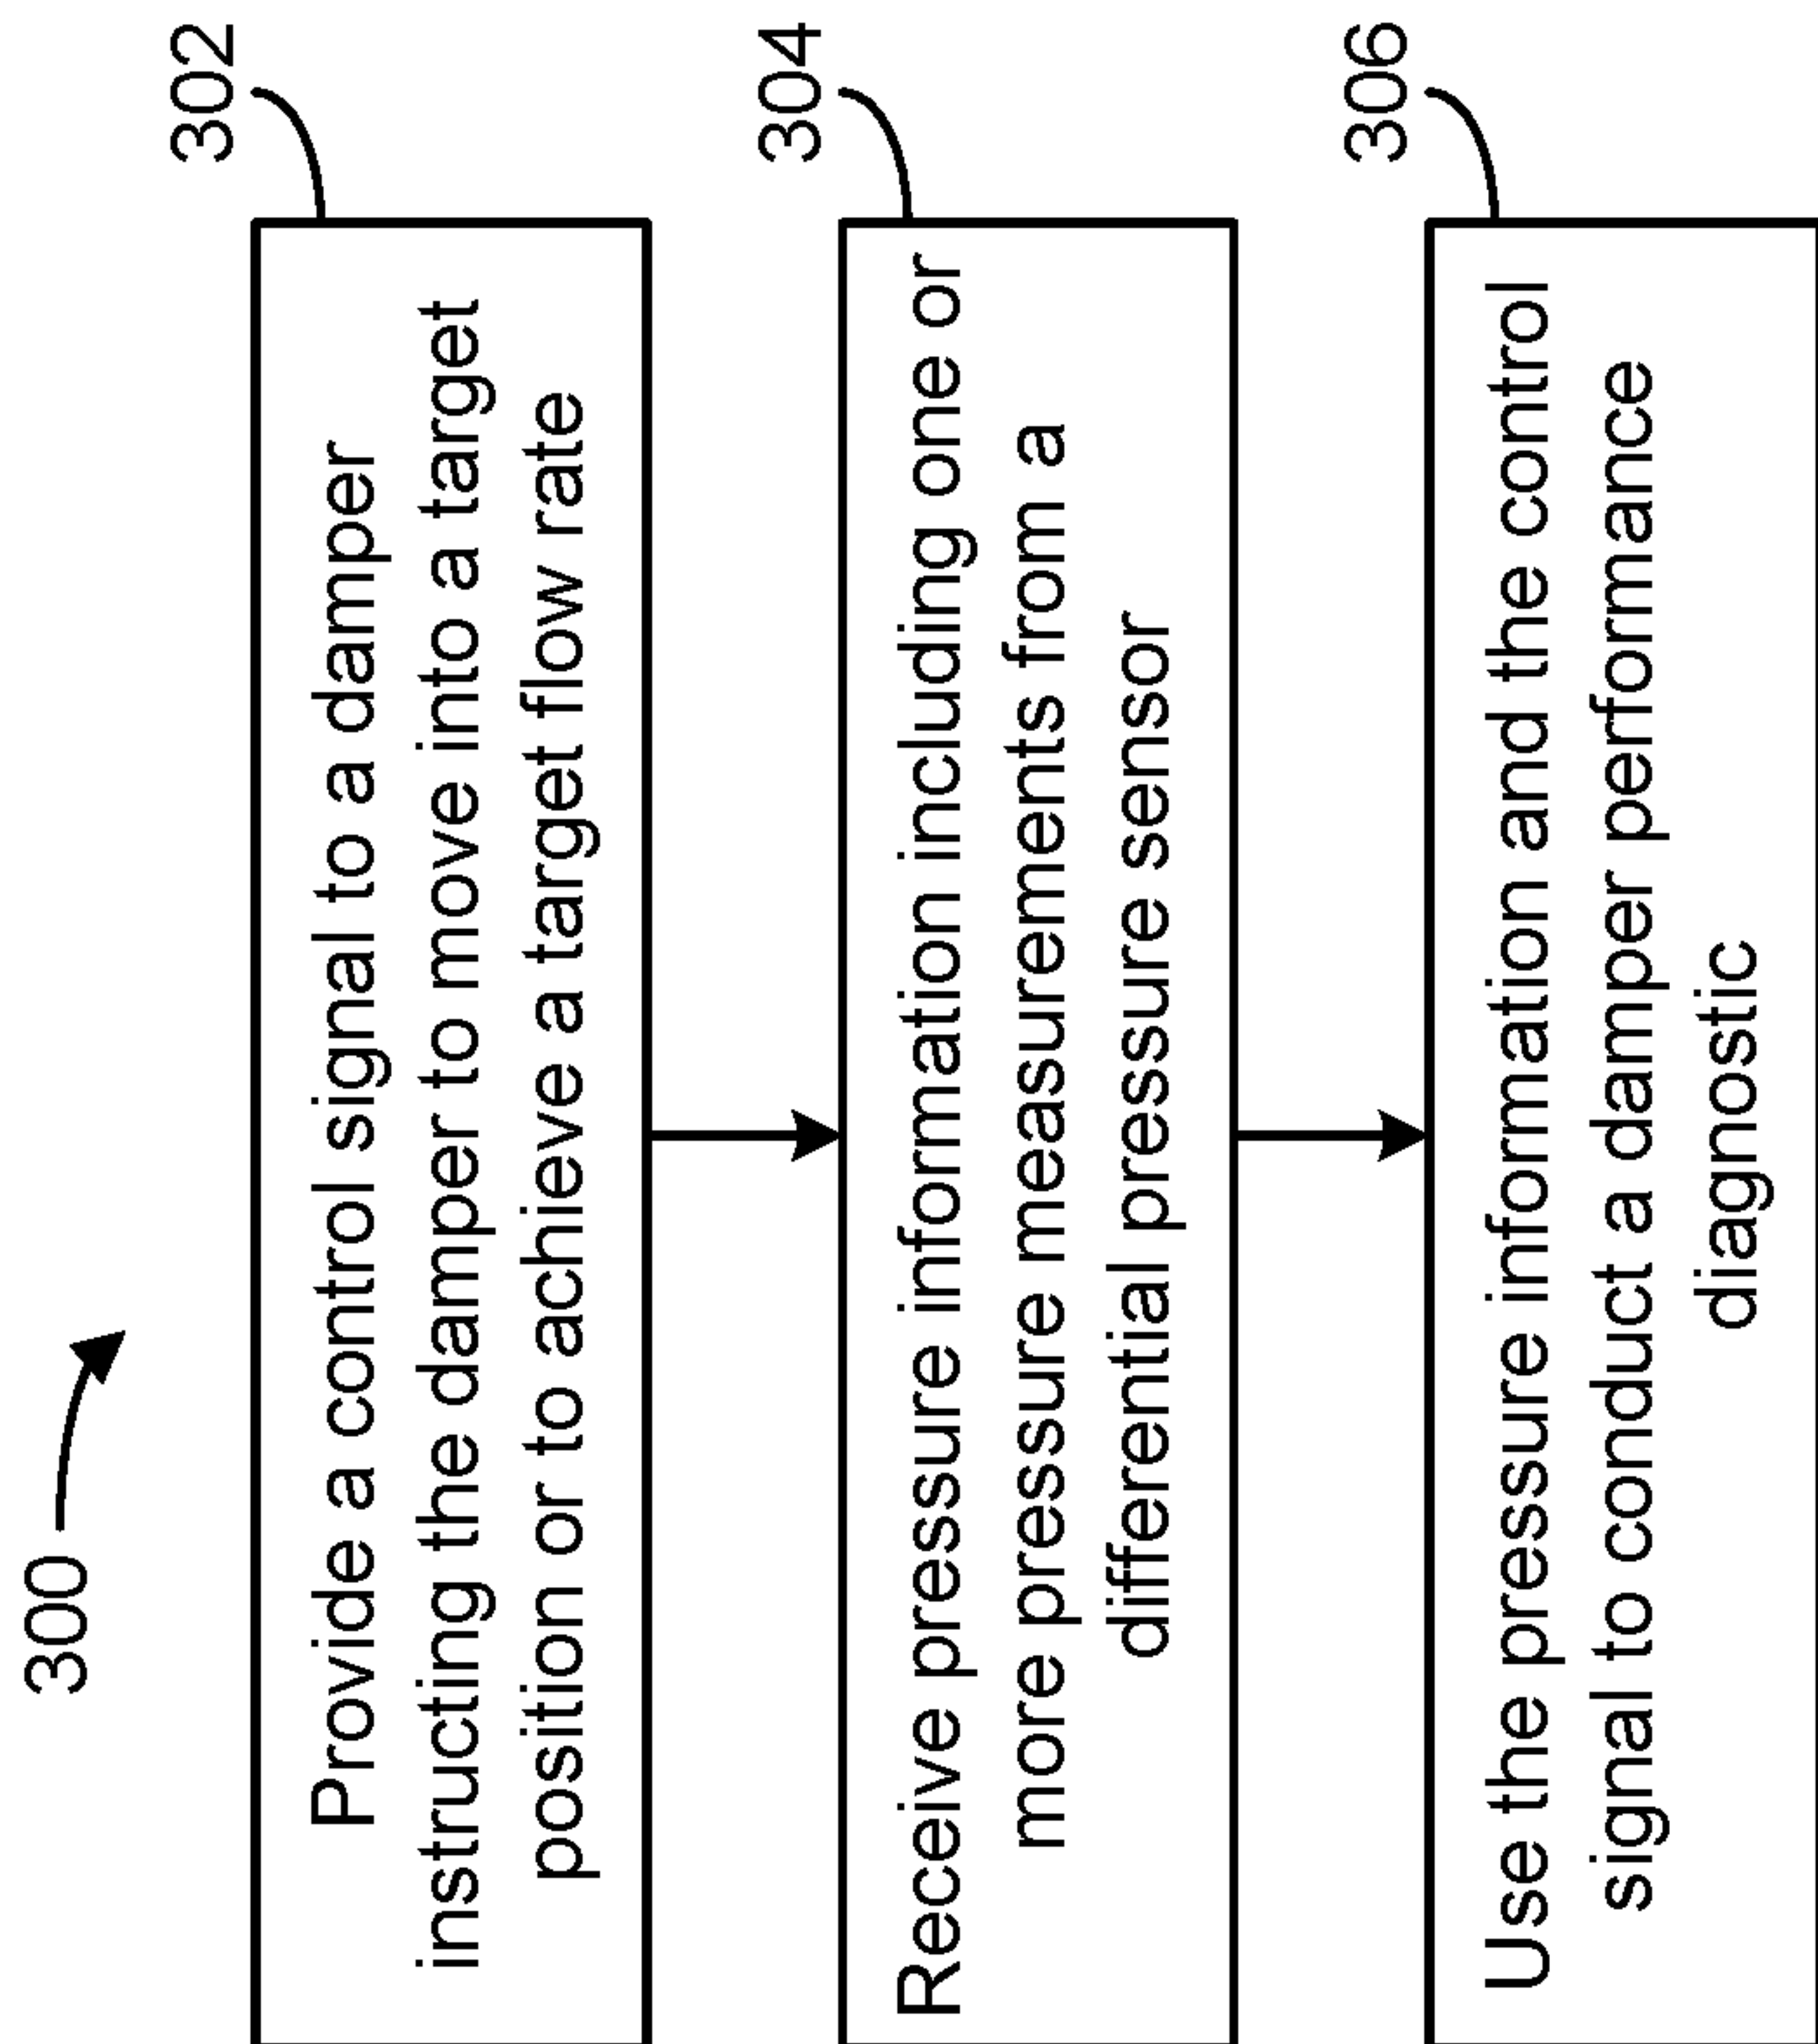 300
302
Provide a control signal to a damper
instructing the damper to move into a target
position or to achieve a target flow rate
304
Receive pressure information including one or
more pressure measurements from a
differential pressure sensor
306
Use the pressure information and the control
signal to conduct a damper performance
diagnostic